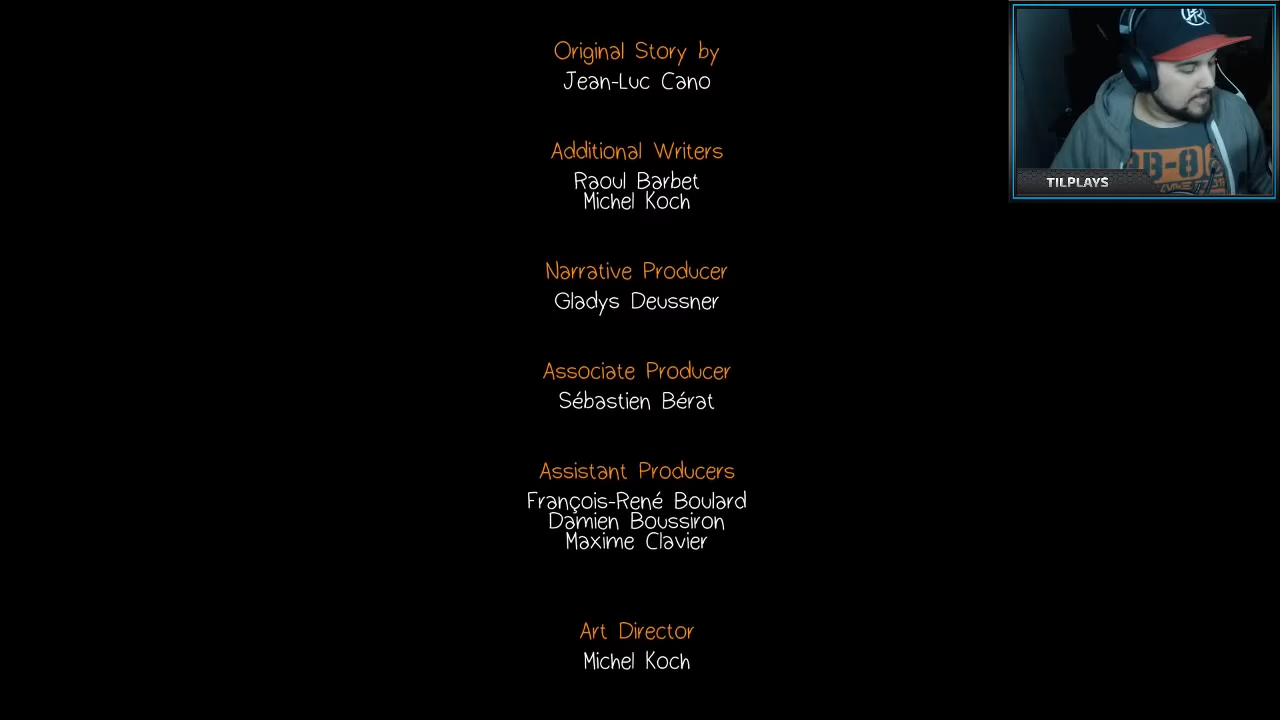 Original Story by
Jean-Luc Cano
Additional Writers
Raoul Barbet
Michel Koch
Narrative Producer
Gladys Deussner
Associate Producer
Sébastien Bérat
Assistant Producers
François-René Boulard
Damien Boussiron
Maxime Clavier
Art Director
Michel Koch
TILPLAYS